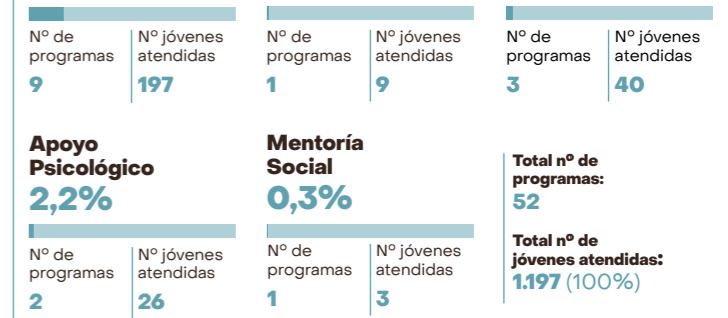 Nº de
programas
9
Nº jóvenes
atendidas
197
Nº de
programas
1
Nº jóvenes
atendidas
9
Nº de
programas
3
Nº jóvenes
atendidas
40
Apoyo
Psicológico
2,2%
Nº de
programas
2
Nº jóvenes
atendidas
26
Mentoría
Social
0,3%
Nº de
programas
1
Nº jóvenes
atendidas
3
Total nº de
programas:
52
Total nº de
jóvenes atendidas:
1.197 (100%)